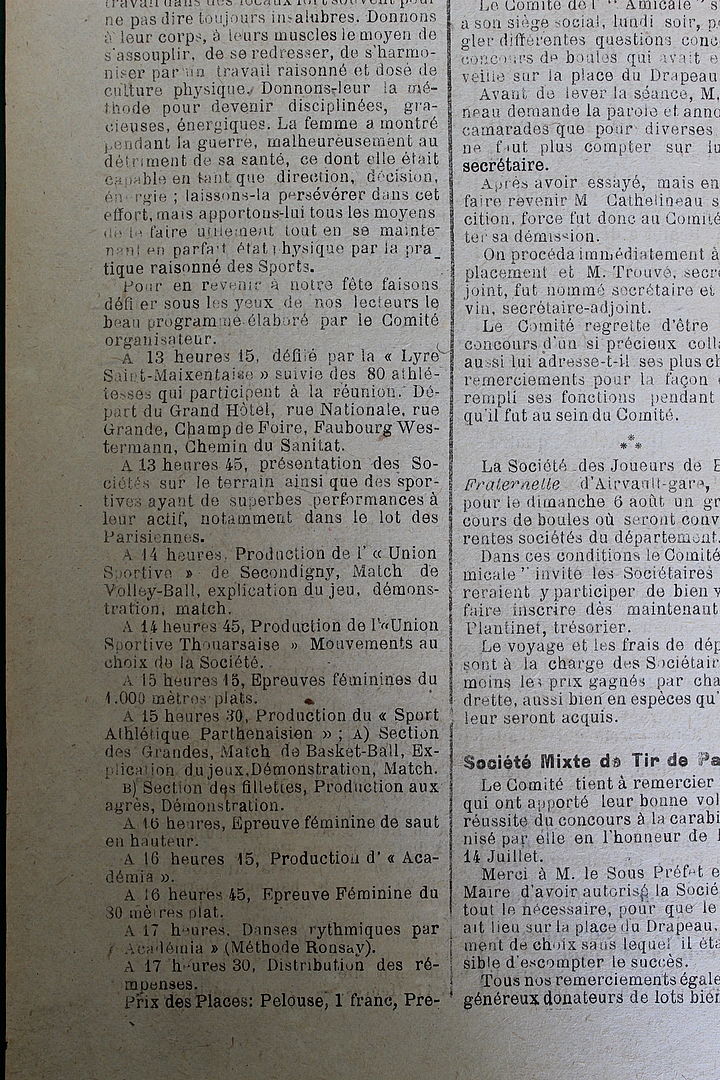 travail dans des locaux fort souvent pour
ne pas dire toujours insalubres. Donnons
à leur corps, à leurs muscles le moyen de
s'assouplir, de se redresser, de s'harmo-
niser par un travail raisonné et dosé de
culture physique. Donnons-leur la mé-
thode pour devenir disciplinées, gra-
cieuses, énergiques. La femme a montré
pendant la guerre, malheureusement au
détriment de sa santé, ce dont elle était
capable en tant que direction, décision,
énergie ; laissons-la persévérer dans cet
effort, mais apportons-lui tous les moyens
de le faire utilement tout en se mainte-
nant en parfait état physique par la pra_
tique raisonné des Sports.
Pour en revenir à notre fête faisons
défi er sous les yeux de nos lecteurs le
beau programme élaboré par le Comité
organisateur.
A 13 heures 15, défilé par la « Lyre
Saint-Maixentaise » suivie des 80 athlé-
tesses qui participent à la réunion. Dé-
part du Grand Hôtel, rue Nationale, rue
Grande, Champ de Foire, Faubourg Wes-
termann, Chemin du Sanitat.
A 13 heures 45, présentation des So-
ciétés sur le terrain ainsi que des spor-
tives ayant de superbes performances à
leur actif, notamment dans le lot des
Parisiennes.
A 14 heures, Production de l' « Union
Sportive » de Secondigny, Match de
Volley-Ball, explication du jeu, démons-
tration, match.
A 14 heures 45, Production de l'«Union
Sportive Thouarsaise » Mouvements au
choix de la Société.
A 15 heures 15, Epreuves féminines du
1.000 mètres plats.
A 15 heures 30, Production du « Sport
Athlétique Parthenaisien » ; A) Section
des Grandes, Match de Basket-Ball, Ex-
plication du jeux, Démonstration, Match.
B) Section des fillettes, Production aux
agrès, Démonstration.
A 16 heures, Epreuve féminine de saut
en hauteur.
A 16 heures 15, Production d' « Aca-
démia ».
A 16 heures 45, Epreuve Féminine du
80 mètres plat.
A 17 heures, Danses rythmiques par
Académia » (Méthode Ronsay).
A 17 heures 30, Distribution des ré-
mpenses.
Prix des Places: Pelouse, 1 franc, Pre-
Le Comité de l' " Amicale " s
a son siège social, lundi soir, p
gler différentes questions conc
concours de boules qui avait e
veille sur la place du Drapeau
Avant de lever la séance, M.
neau demande la parole et anno
camarades que pour diverses
ne faut plus compter sur lu
secrétaire.
Après avoir essayé, mais en
faire revenir M Cathelineau s
cition, force fut donc au Comité
ter sa démission.
On procéda immédiatement à
placement et M. Trouvé, secré
joint, fut nommé secrétaire et
vin, secrétaire-adjoint.
Le Comité regrette d'être
concours d'un si précieux colla
aussi lui adresse-t-il ses plus ch
remerciements pour la façon
rempli ses fonctions pendant
qu'il fut au sein du Comité.
***
La Société des Joueurs de B
Fraternelle d'Airvault-gare,
pour le dimanche 6 août un gr
cours de boules où seront conv
rentes sociétés du département.
Dans ces conditions le Comité
micale " invite les Sociétaires
reraient y participer de bien v
faire inscrire dès maintenant
Plantinet, trésorier.
Le voyage et les frais de dép
sont à la charge des Sociétair
moins les prix gagnés par cha
drette, aussi bien en espèces qu'
leur seront acquis.
Société Mixte de Tir de Pa
Le Comité tient à remercier
qui ont apporté leur bonne vol
réussite du concours à la carabi
nisé par elle en l'honneur de l
14 Juillet.
Merci à M. le Sous Préfet e
Maire d'avoir autorisé la Socié
tout le nécessaire, pour que le
ait lieu sur la place du Drapeau,
ment de choix sans lequel il éta
sible d'escompter le succès.
Tous nos remerciements égale
généreux donateurs de lots bien